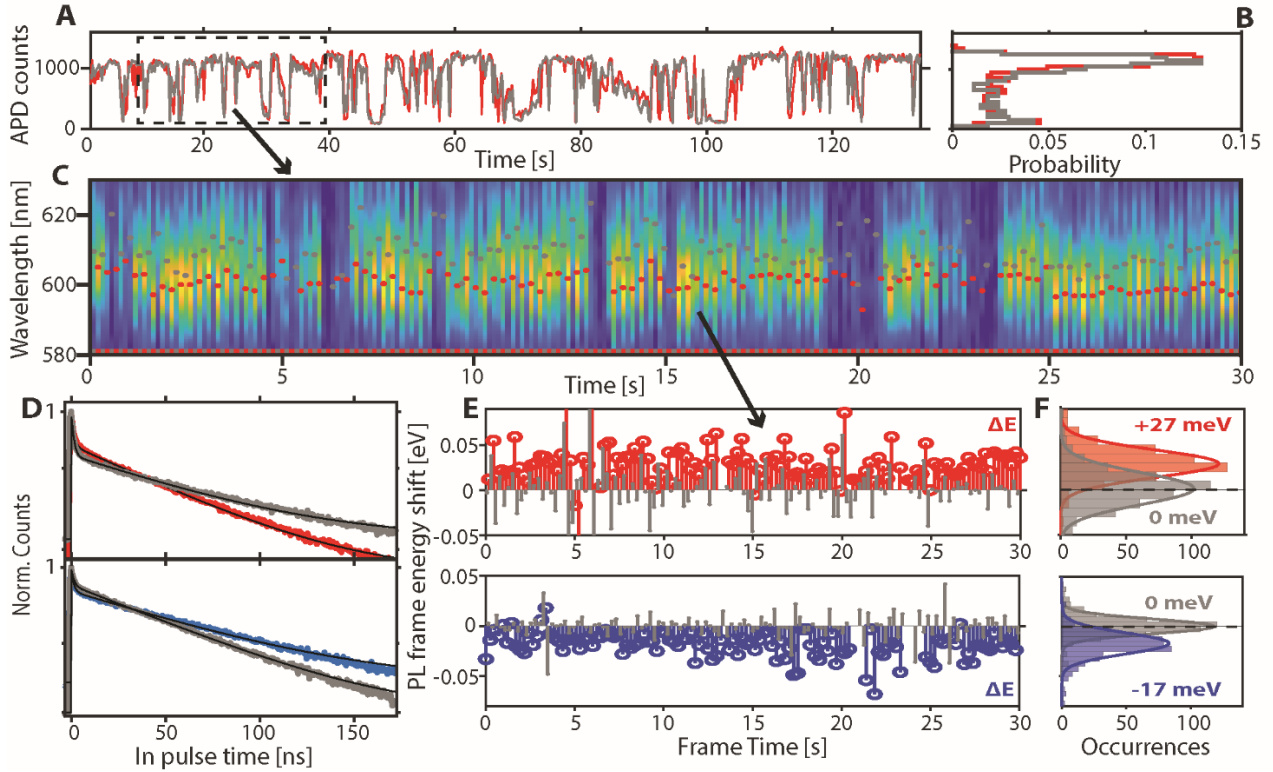 A
B
APD counts
1000
0
0 20 40 60 80 100 120
Time [s]
0 0.05 0.1 0.15
Probability
C
Wavelength [nm]
620
600
580
0 5 10 15 20 25 30
Time [s]
D
Norm. Counts
1
1
0 50 100 150
In pulse time [ns]
E
PL frame energy shift [eV]
0.05
0
-0.05
ΔE
0 5 10 15 20 25 30
0.05
0
-0.05
ΔE
0 5 10 15 20 25 30
Frame Time [s]
F
+27 meV
0 meV
0 50 100
0 meV
-17 meV
0 50 100
Occurrences